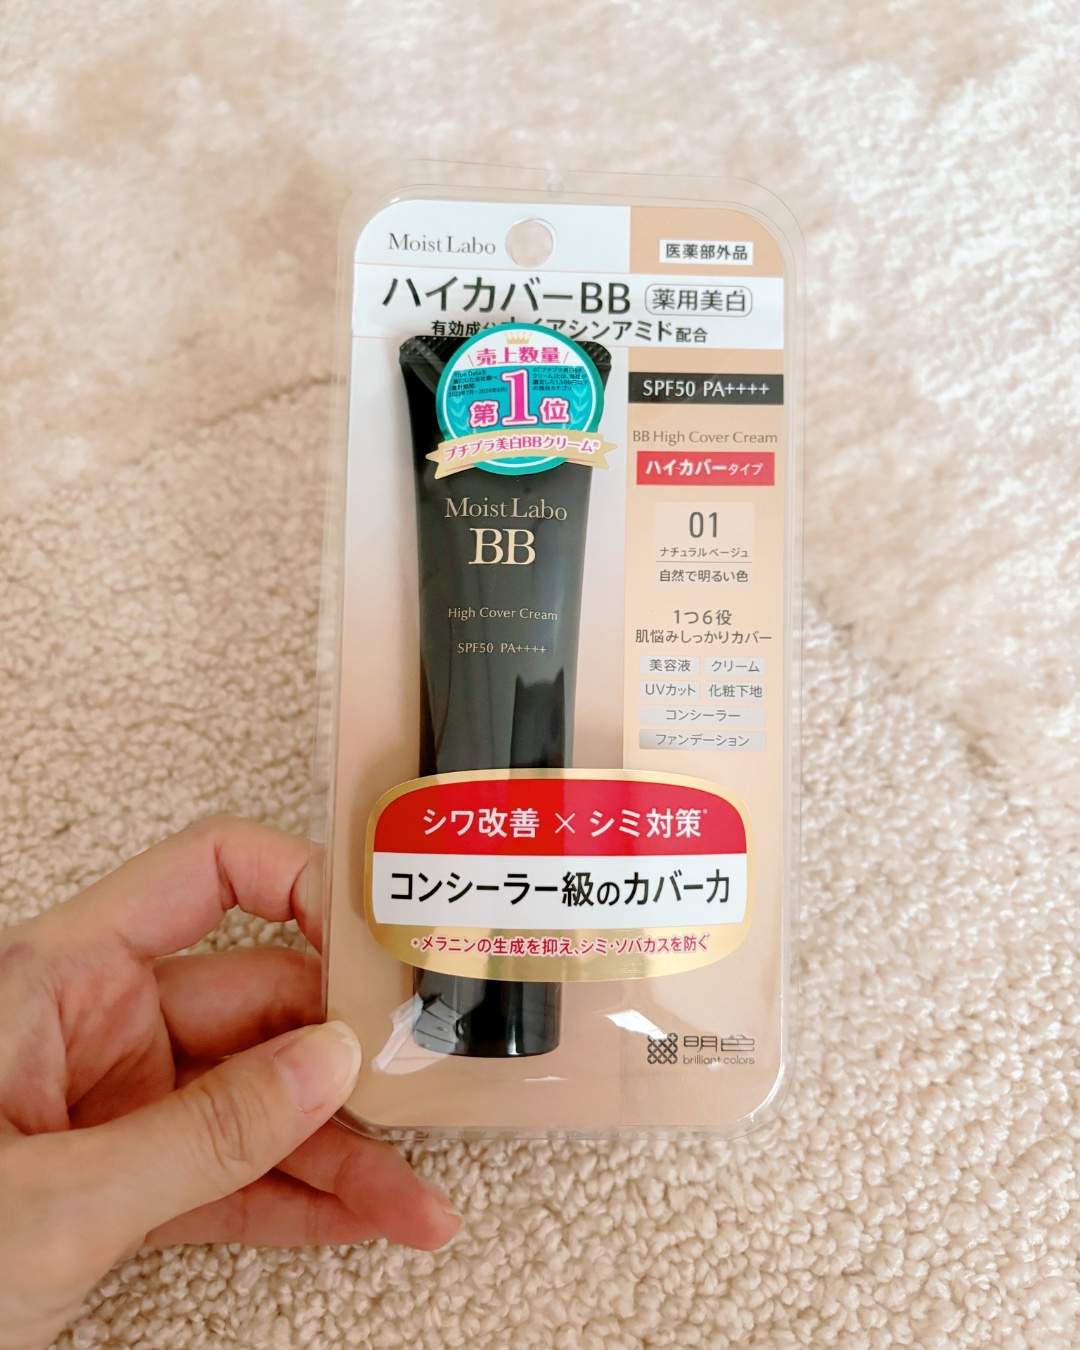 Moist Labo
医薬部外品
ハイカバーBB
薬用美白
有効成分ナイアシンアミド配合
売上数量
第1位
プチプラ美白BBクリーム※
SPF50 PA++++
BB High Cover Cream
ハイカバータイプ
01
ナチュラルベージュ
自然で明るい色
1つ6役
肌悩みしっかりカバー
美容液 クリーム
UVカット 化粧下地
コンシーラー
ファンデーション
Moist Labo
BB
High Cover Cream
SPF50 PA++++
シワ改善 × シミ対策*
コンシーラー級のカバー力
*メラニンの生成を抑え、シミ・ソバカスを防ぐ
明色
brilliant colors